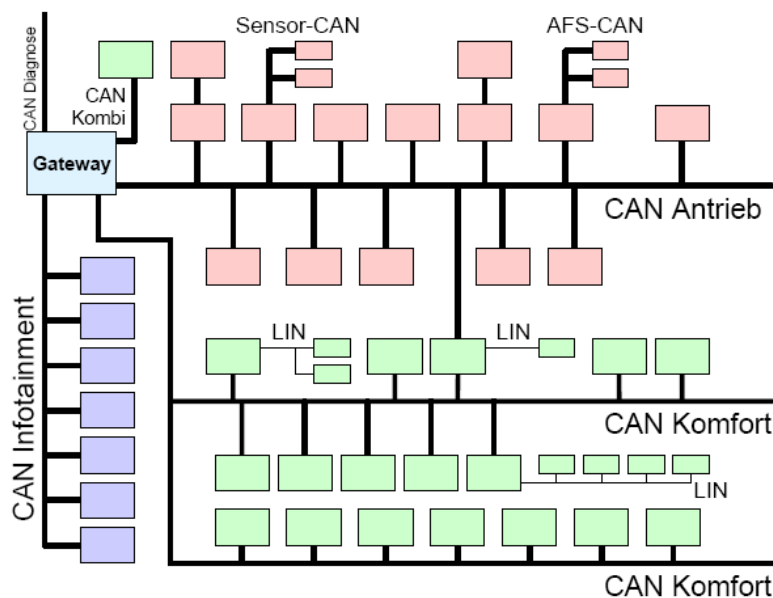 Sensor-CAN
AFS-CAN
CAN Diagnose
CAN
Kombi
Gateway
CAN Antrieb
CAN Infotainment
LIN
LIN
CAN Komfort
LIN
CAN Komfort